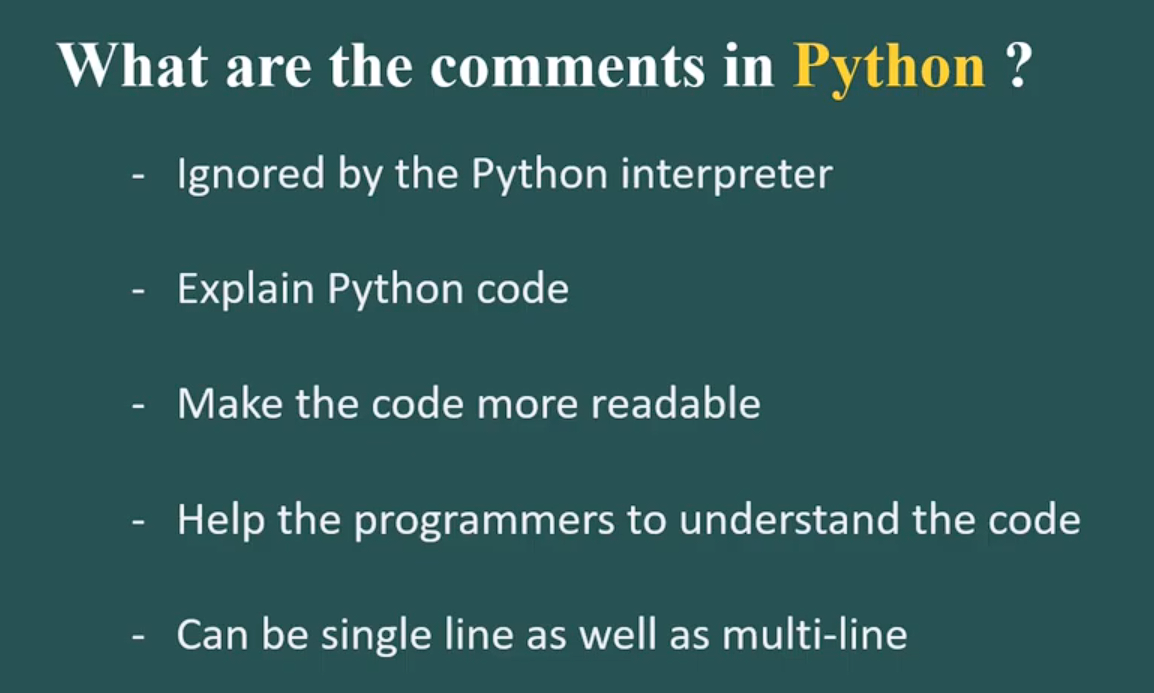 What are the comments in Python ?
- Ignored by the Python interpreter
- Explain Python code
- Make the code more readable
- Help the programmers to understand the code
- Can be single line as well as multi-line